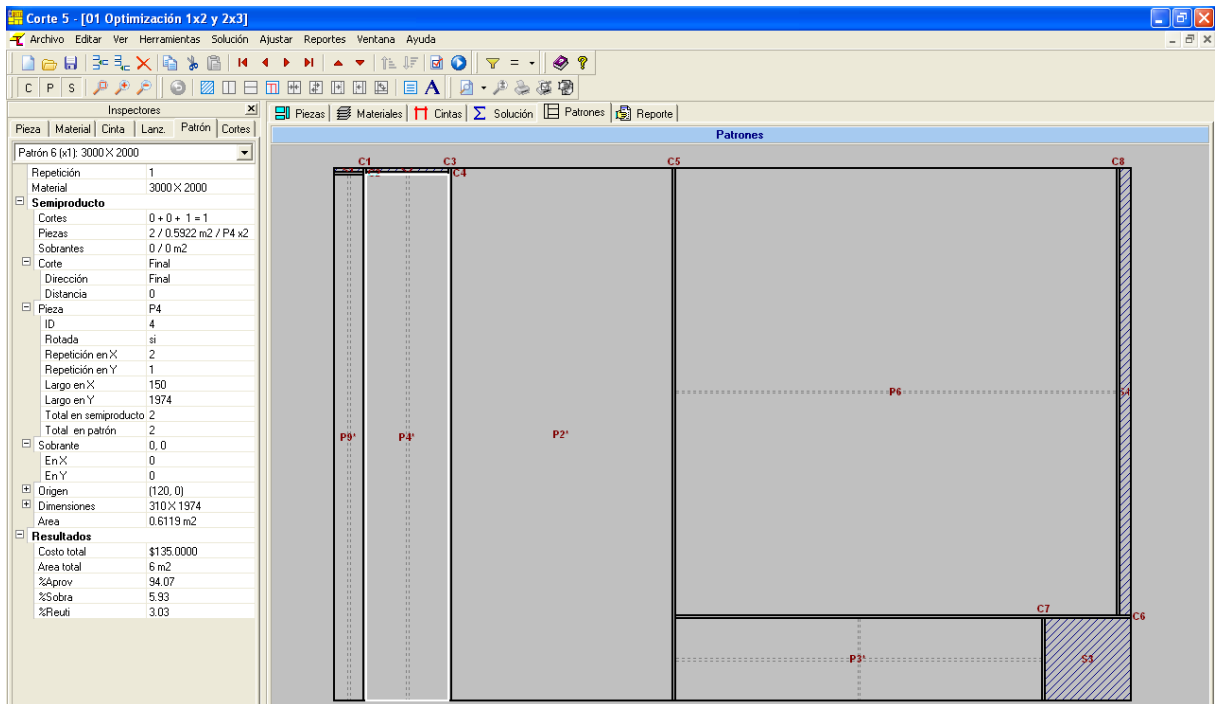 Corte 5 - [01 Optimización 1x2 y 2x3]
Archivo Editar Ver Herramientas Solución Ajustar Reportes Ventana Ayuda
C P S
A
Inspectores
Pieza Material Cinta Lanz. Patrón Cortes
Piezas Materiales Cintas Solución Patrones Reporte
Patrones
Patrón 6 (x1): 3000 X 2000
Repetición 1
Material 3000 X 2000
Semiproducto
Cortes 0 + 0 + 1 = 1
Piezas 2 / 0.5922 m2 / P4 x2
Sobrantes 0 / 0 m2
Corte Final
Dirección Final
Distancia 0
Pieza P4
ID 4
Rotada si
Repetición en X 2
Repetición en Y 1
Largo en X 150
Largo en Y 1974
Total en semiproducto 2
Total en patrón 2
Sobrante 0, 0
En X 0
En Y 0
Origen (120, 0)
Dimensiones 310 X 1974
Area 0.6119 m2
Resultados
Costo total $135.0000
Area total 6 m2
%Aprov 94.07
%Sobra 5.93
%Reuti 3.03
C1 C3 C5 C8
C4
P6 S4
P9* P4* P2*
C7 C6
P3* S3